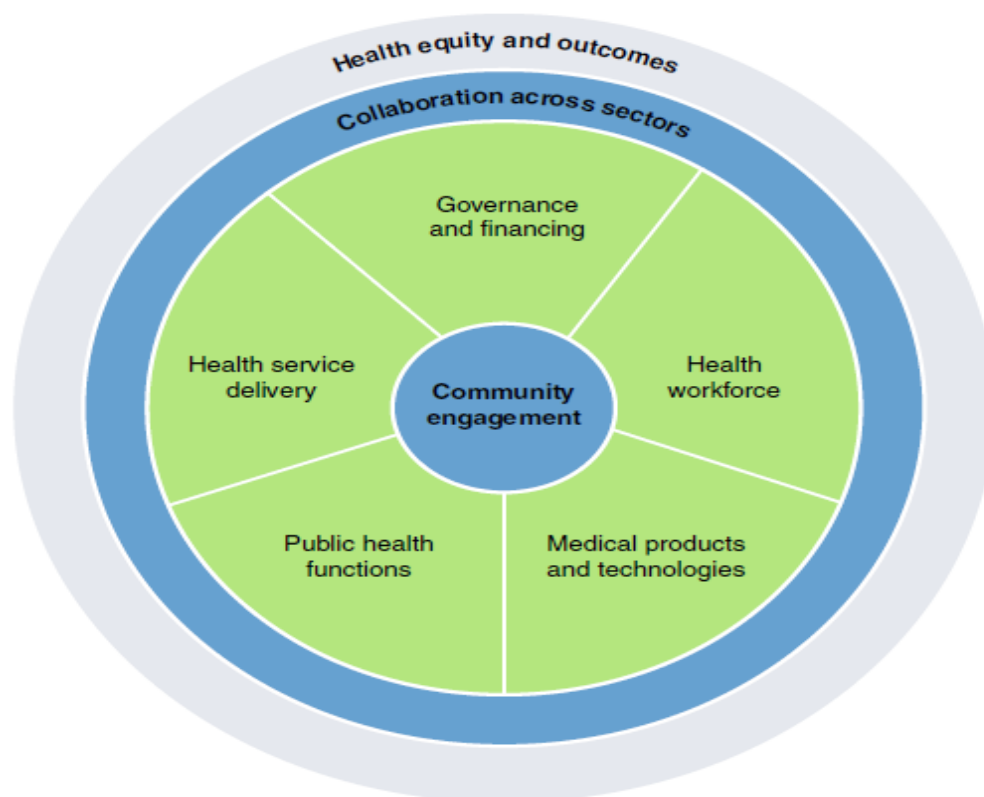 Health equity and outcomes
Collaboration across sectors
Governance
and financing
Health service
delivery
Health
workforce
Community
engagement
Public health
functions
Medical products
and technologies